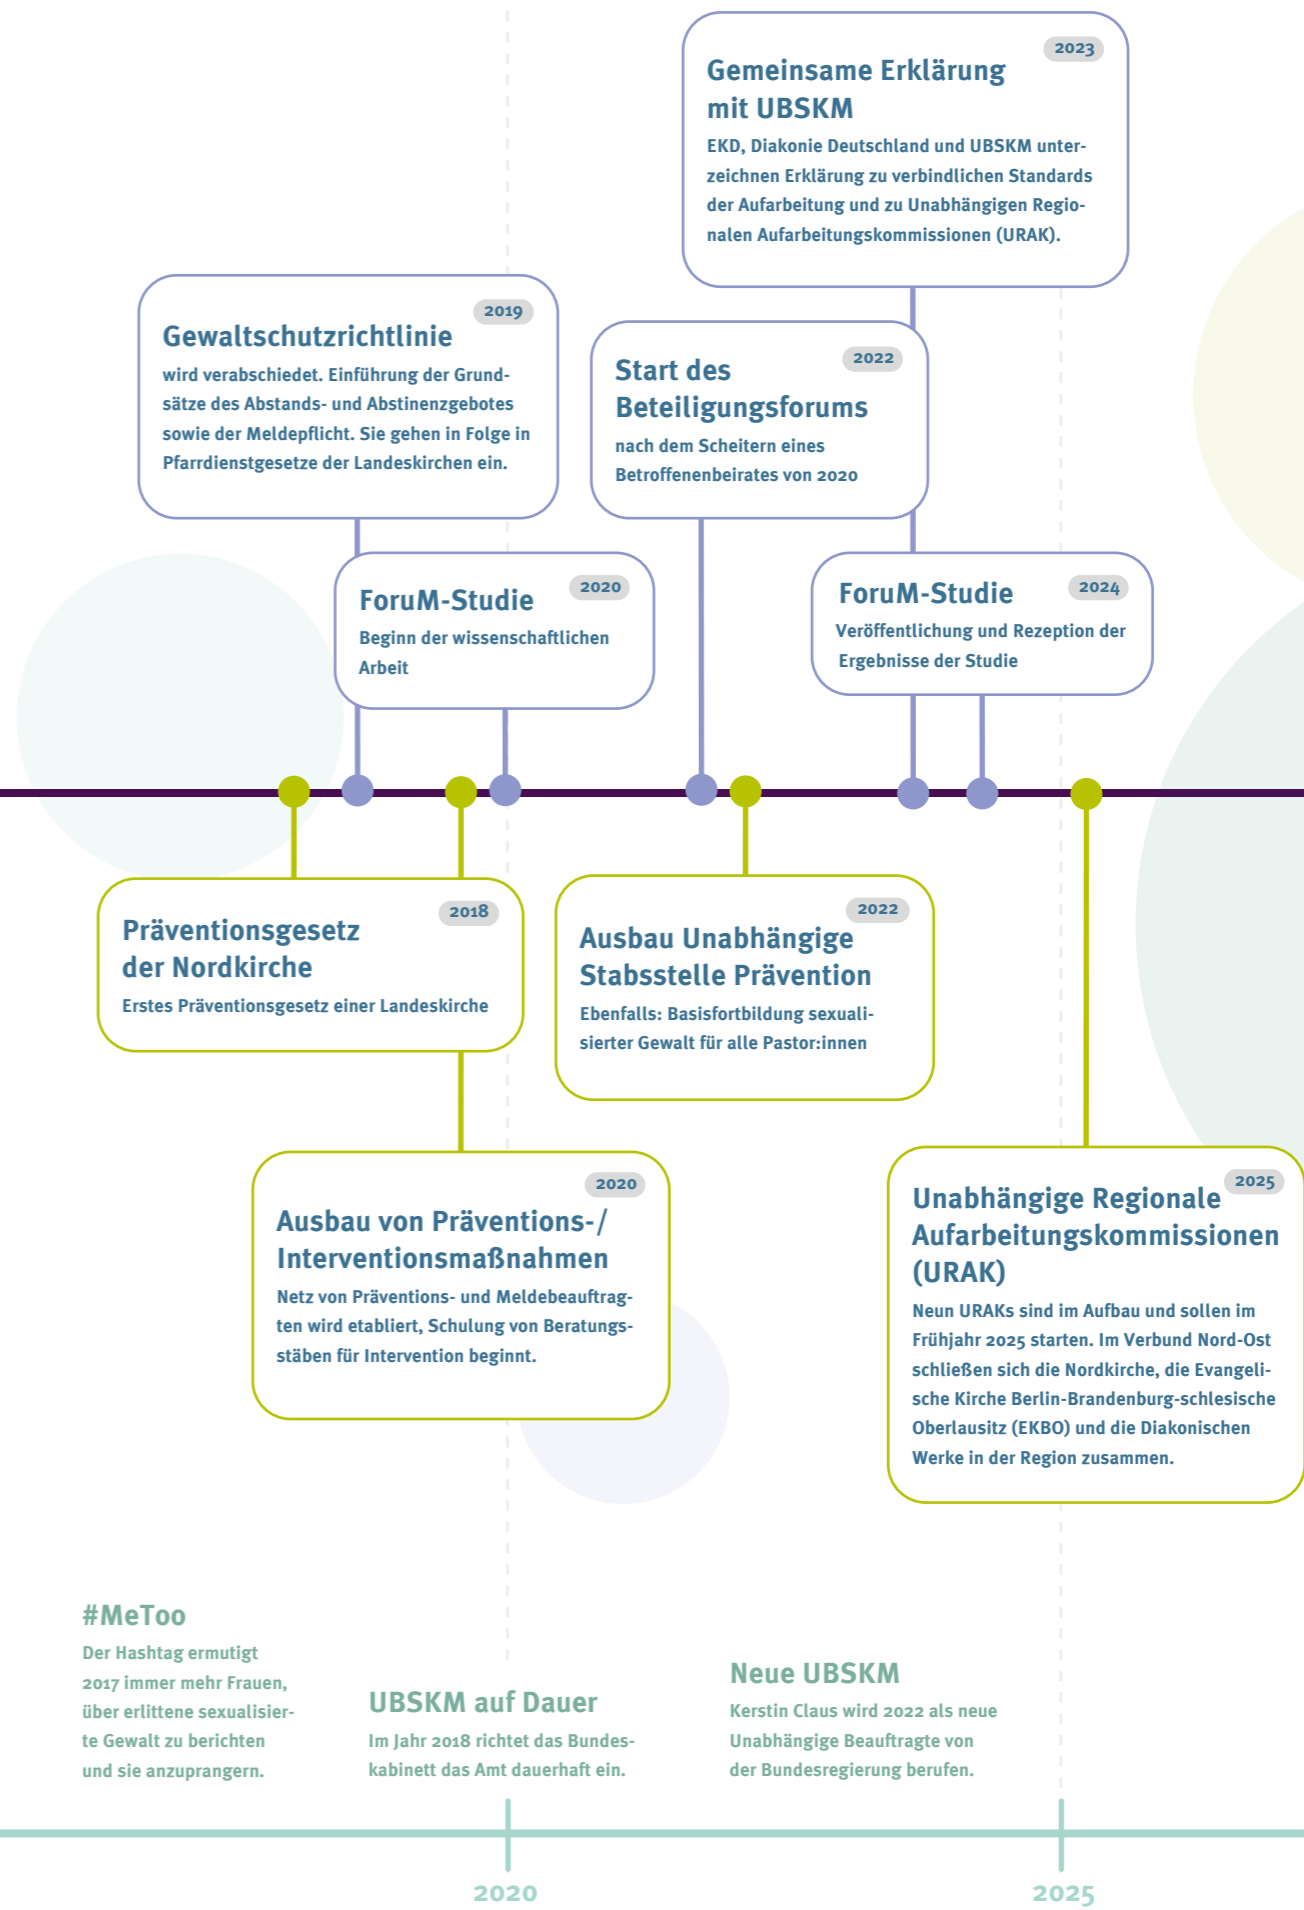 2023
Gemeinsame Erklärung
mit UBSKM
EKD, Diakonie Deutschland und UBSKM unter-
zeichnen Erklärung zu verbindlichen Standards
der Aufarbeitung und zu Unabhängigen Regio-
nalen Aufarbeitungskommissionen (URAK).
2019
Gewaltschutzrichtlinie
wird verabschiedet. Einführung der Grund-
sätze des Abstands- und Abstinenzgebotes
sowie der Meldepflicht. Sie gehen in Folge in
Pfarrdienstgesetze der Landeskirchen ein.
2022
Start des
Beteiligungsforums
nach dem Scheitern eines
Betroffenenbeirates von 2020
2020
ForuM-Studie
Beginn der wissenschaftlichen
Arbeit
2024
ForuM-Studie
Veröffentlichung und Rezeption der
Ergebnisse der Studie
2018
Präventionsgesetz
der Nordkirche
Erstes Präventionsgesetz einer Landeskirche
2022
Ausbau Unabhängige
Stabsstelle Prävention
Ebenfalls: Basisfortbildung sexuali-
sierter Gewalt für alle Pastor:innen
2020
Ausbau von Präventions-/
Interventionsmaßnahmen
Netz von Präventions- und Meldebeauftrag-
ten wird etabliert, Schulung von Beratungs-
stäben für Intervention beginnt.
2025
Unabhängige Regionale
Aufarbeitungskommissionen
(URAK)
Neun URAKs sind im Aufbau und sollen im
Frühjahr 2025 starten. Im Verbund Nord-Ost
schließen sich die Nordkirche, die Evangeli-
sche Kirche Berlin-Brandenburg-schlesische
Oberlausitz (EKBO) und die Diakonischen
Werke in der Region zusammen.
#MeToo
Der Hashtag ermutigt
2017 immer mehr Frauen,
über erlittene sexualisier-
te Gewalt zu berichten
und sie anzuprangern.
UBSKM auf Dauer
Im Jahr 2018 richtet das Bundes-
kabinett das Amt dauerhaft ein.
Neue UBSKM
Kerstin Claus wird 2022 als neue
Unabhängige Beauftragte von
der Bundesregierung berufen.
2020
2025